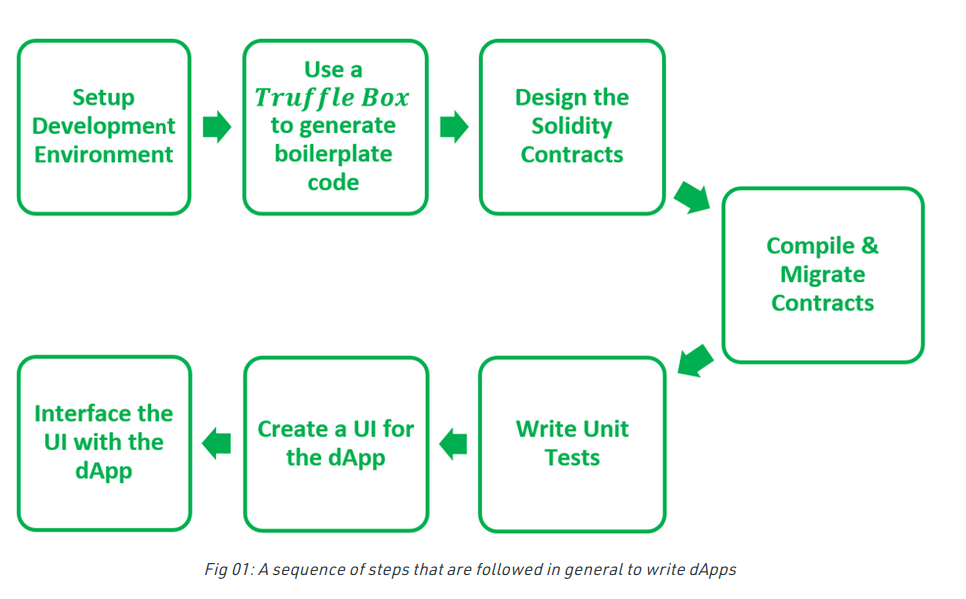 Setup
Development
Environment
Use a
Truffle Box
to generate
boilerplate
code
Design the
Solidity
Contracts
Compile &
Migrate
Contracts
Write Unit
Tests
Create a UI for
the dApp
Interface the
UI with the
dApp
Fig 01: A sequence of steps that are followed in general to write dApps